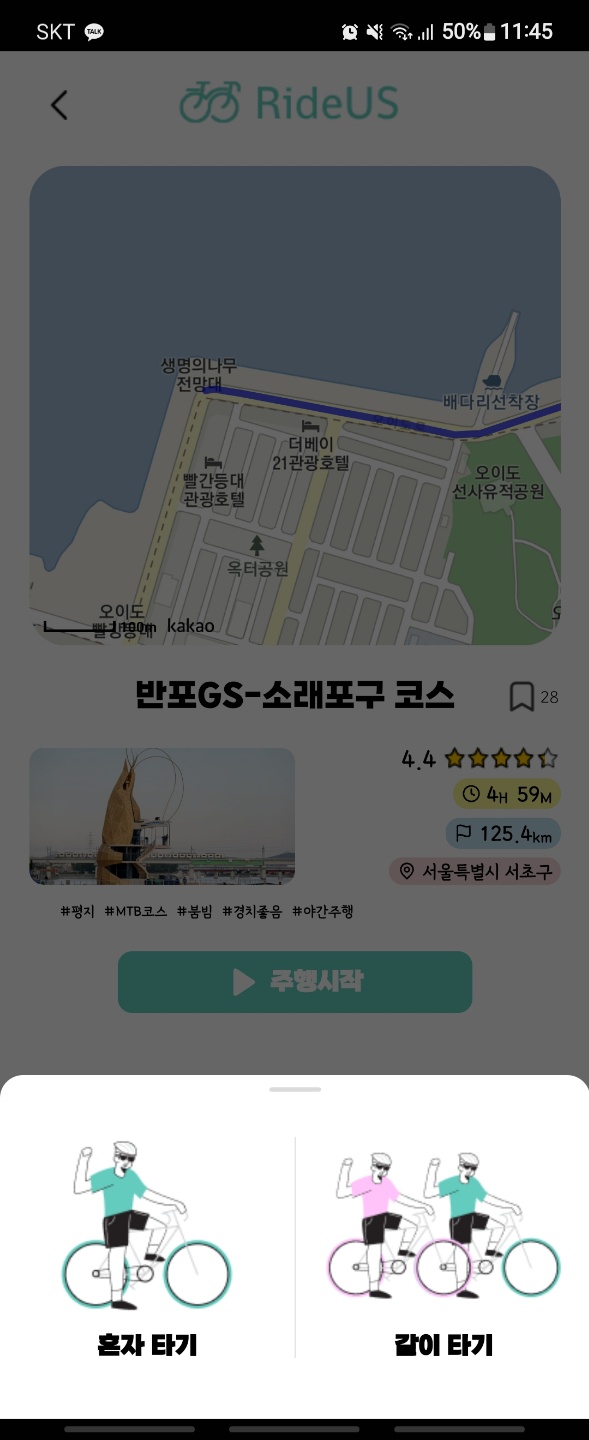 SKT TALK 50% 11:45
RideUS
생명의나무
전망대
배다리선착장
오이도로
더베이
21관광호텔
빨간등대
관광호텔
오이도
선사유적공원
옥터공원
오이도
빨강등대
100m kakao
반포GS-소래포구 코스
28
4.4
4H 59M
125.4km
서울특별시 서초구
#평지 #MTB코스 #붐빔 #경치좋음 #야간주행
주행시작
혼자 타기
같이 타기